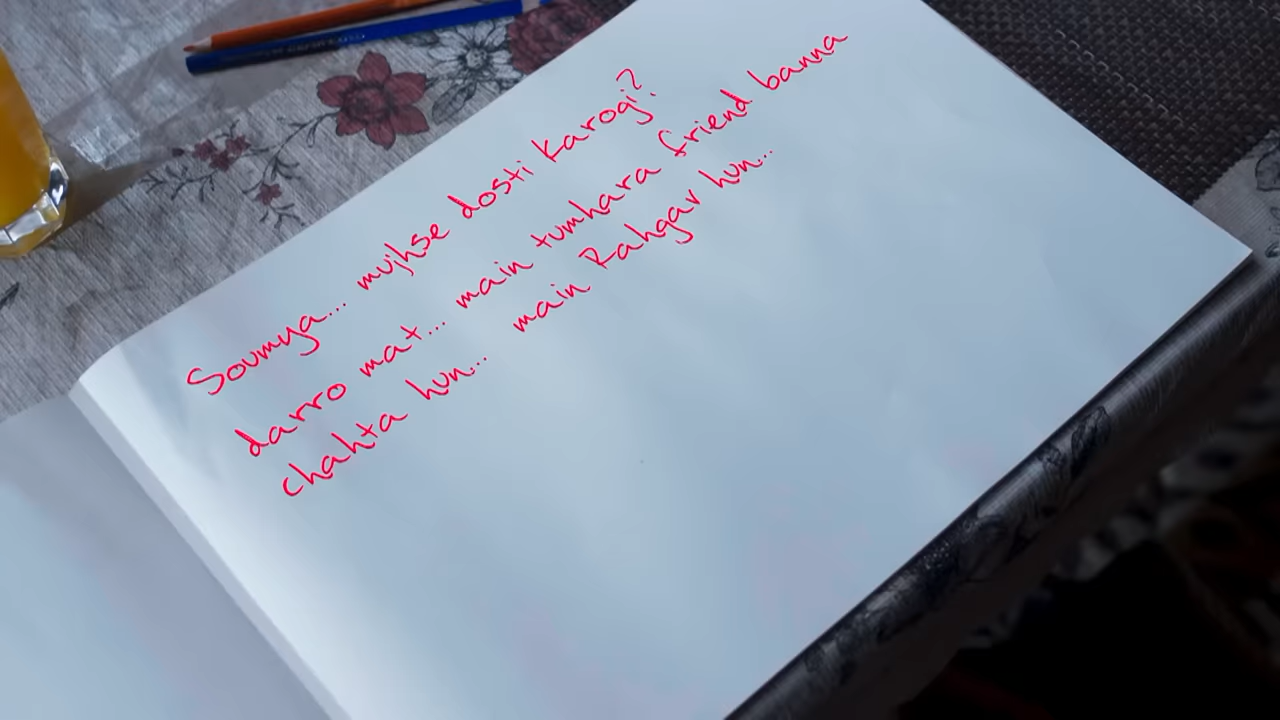 Soumya... mujhse dosti karogi?
darro mat.... main tumhara friend banna
chahta hun... main Rahgar hun...